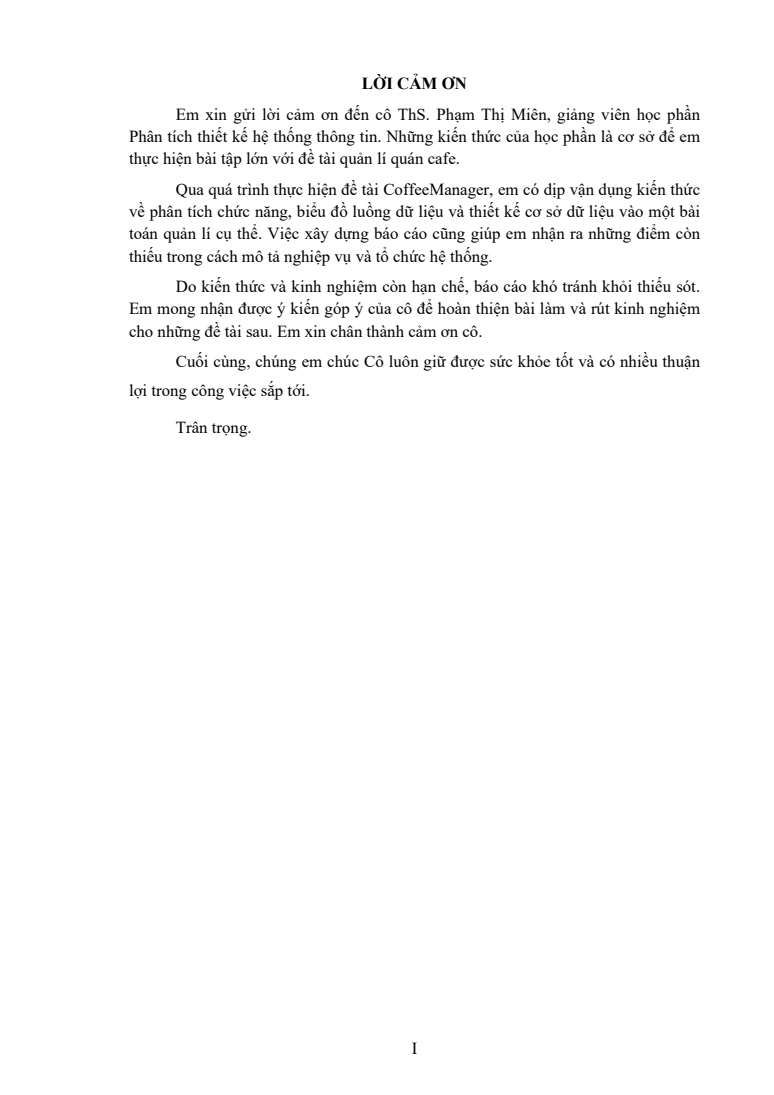 LỜI CẢM ƠN
Em xin gửi lời cảm ơn đến cô ThS. Phạm Thị Miên, giảng viên học phần
Phân tích thiết kế hệ thống thông tin. Những kiến thức của học phần là cơ sở để em
thực hiện bài tập lớn với đề tài quản lí quán cafe.
Qua quá trình thực hiện đề tài CoffeeManager, em có dịp vận dụng kiến thức
về phân tích chức năng, biểu đồ luồng dữ liệu và thiết kế cơ sở dữ liệu vào một bài
toán quản lí cụ thể. Việc xây dựng báo cáo cũng giúp em nhận ra những điểm còn
thiếu trong cách mô tả nghiệp vụ và tổ chức hệ thống.
Do kiến thức và kinh nghiệm còn hạn chế, báo cáo khó tránh khỏi thiếu sót.
Em mong nhận được ý kiến góp ý của cô để hoàn thiện bài làm và rút kinh nghiệm
cho những đề tài sau. Em xin chân thành cảm ơn cô.
Cuối cùng, chúng em chúc Cô luôn giữ được sức khỏe tốt và có nhiều thuận
lợi trong công việc sắp tới.
Trân trọng.
I